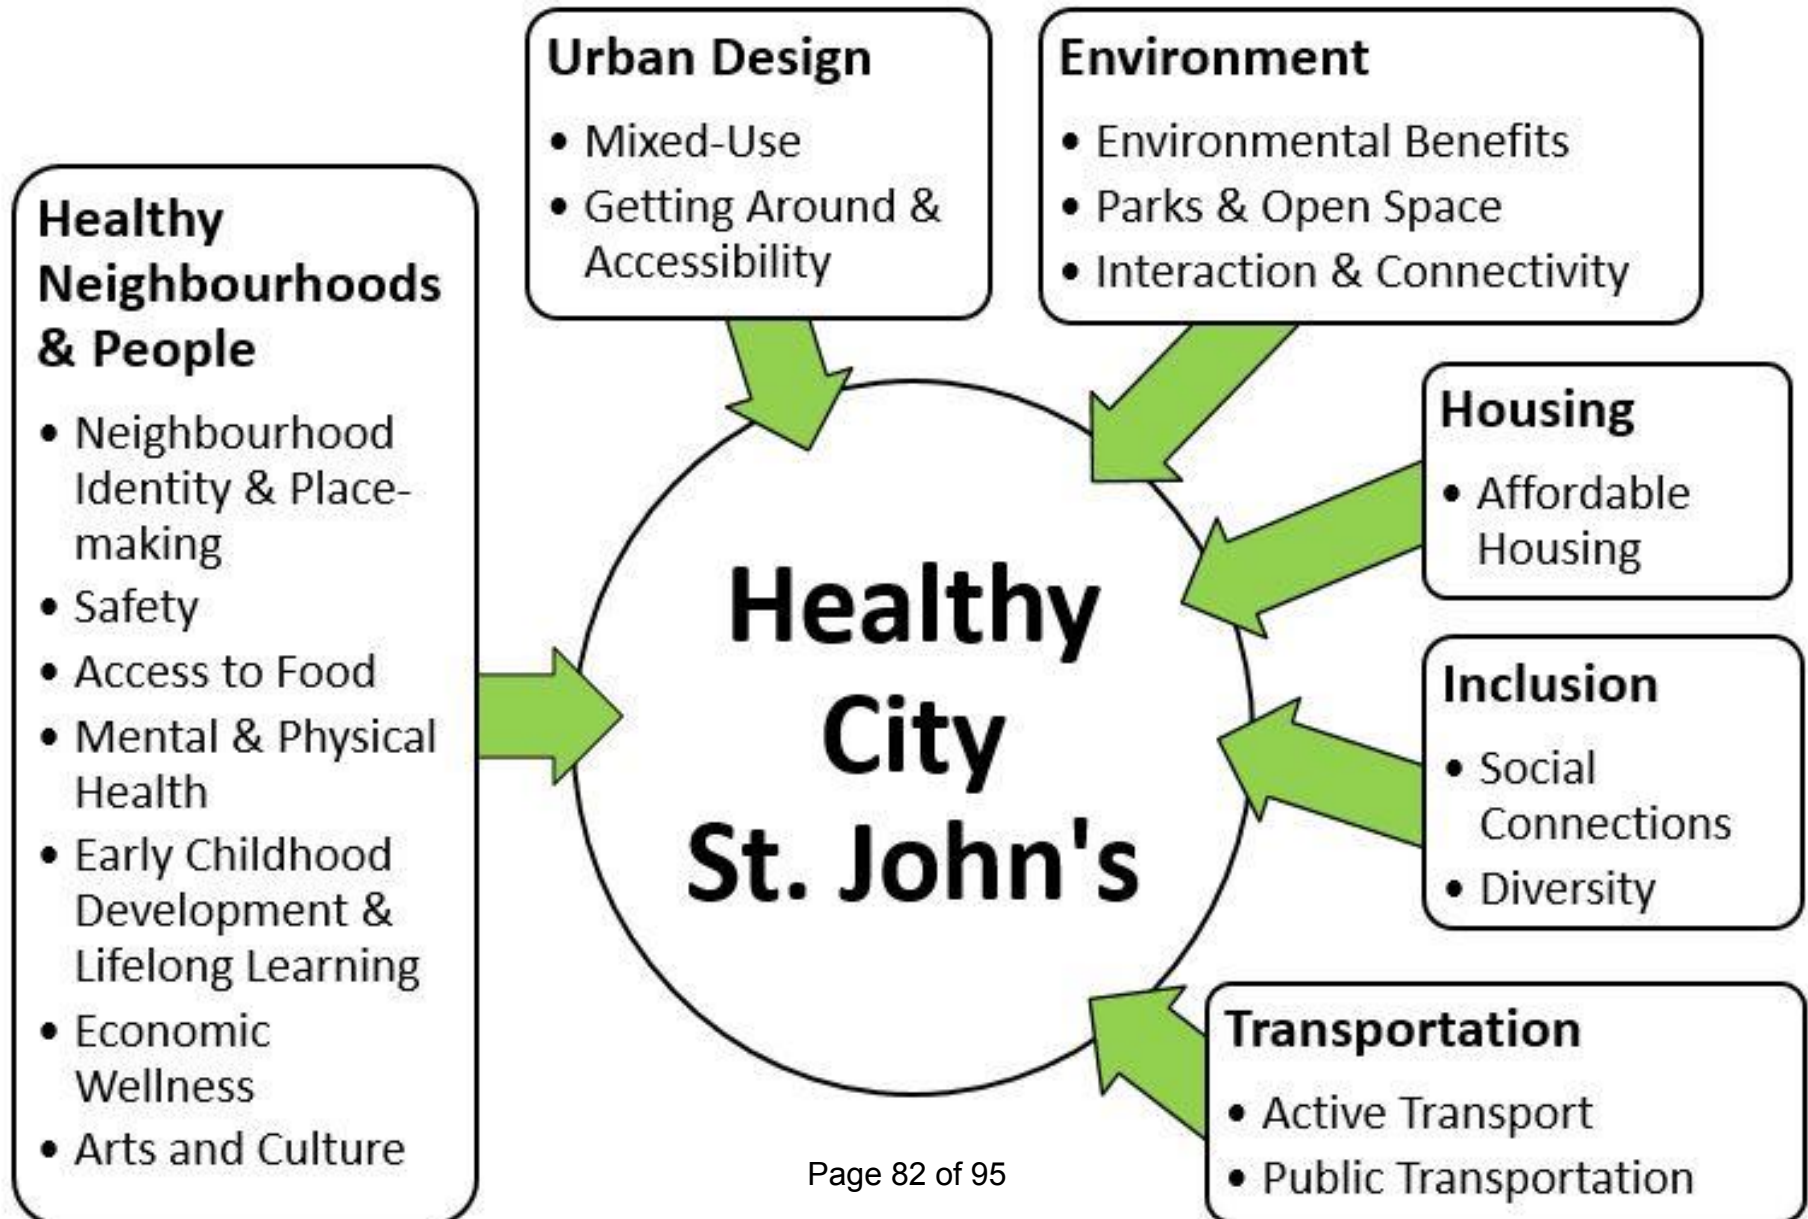 Healthy
Neighbourhoods
& People
• Neighbourhood
Identity & Place-
making
• Safety
• Access to Food
• Mental & Physical
Health
• Early Childhood
Development &
Lifelong Learning
• Economic
Wellness
• Arts and Culture
Urban Design
• Mixed-Use
• Getting Around &
Accessibility
Environment
• Environmental Benefits
• Parks & Open Space
• Interaction & Connectivity
Housing
• Affordable
Housing
Inclusion
• Social
Connections
• Diversity
Transportation
• Active Transport
• Public Transportation
Healthy
City
St. John's
Page 82 of 95